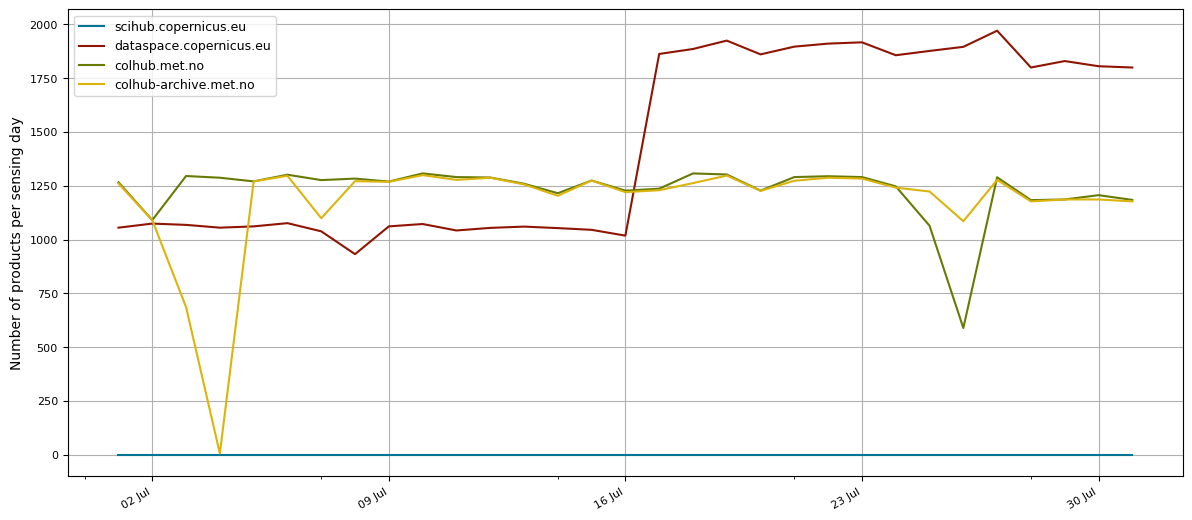 scihub.copernicus.eu
dataspace.copernicus.eu
colhub.met.no
colhub-archive.met.no
Number of products per sensing day
2000
1750
1500
1250
1000
750
500
250
0
02 Jul
09 Jul
16 Jul
23 Jul
30 Jul